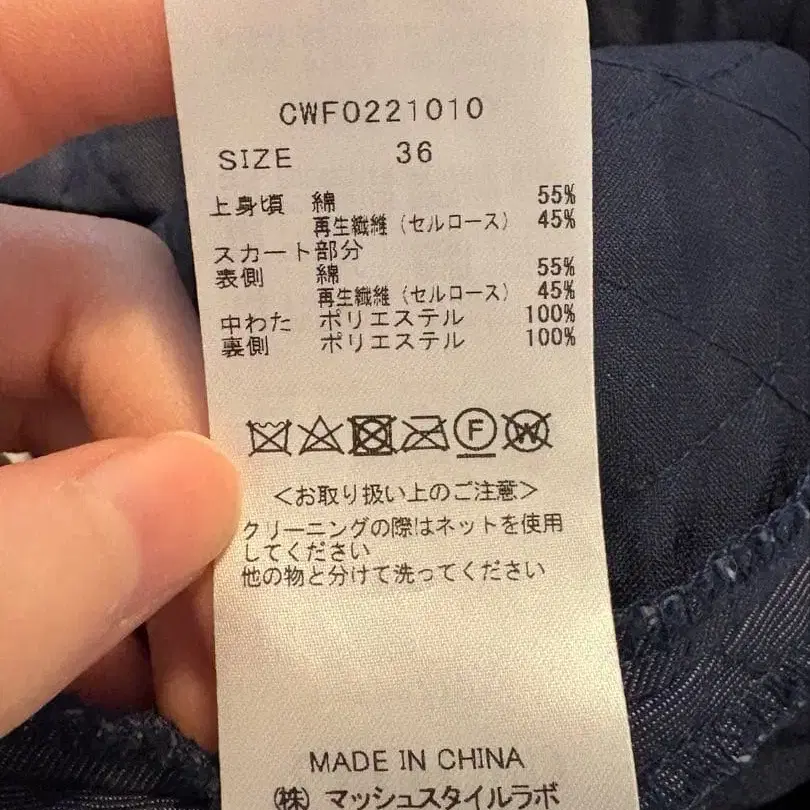 CWF0221010
SIZE 36
上身頃 綿 55%
再生繊維 (セルロース) 45%
スカート部分
表側 綿 55%
再生繊維 (セルロース) 45%
中わた ポリエステル 100%
裏側 ポリエステル 100%
F W
<お取り扱い上のご注意>
クリーニングの際はネットを使用
してください
他の物と分けて洗ってください
MADE IN CHINA
(株) マッシュスタイルラボ